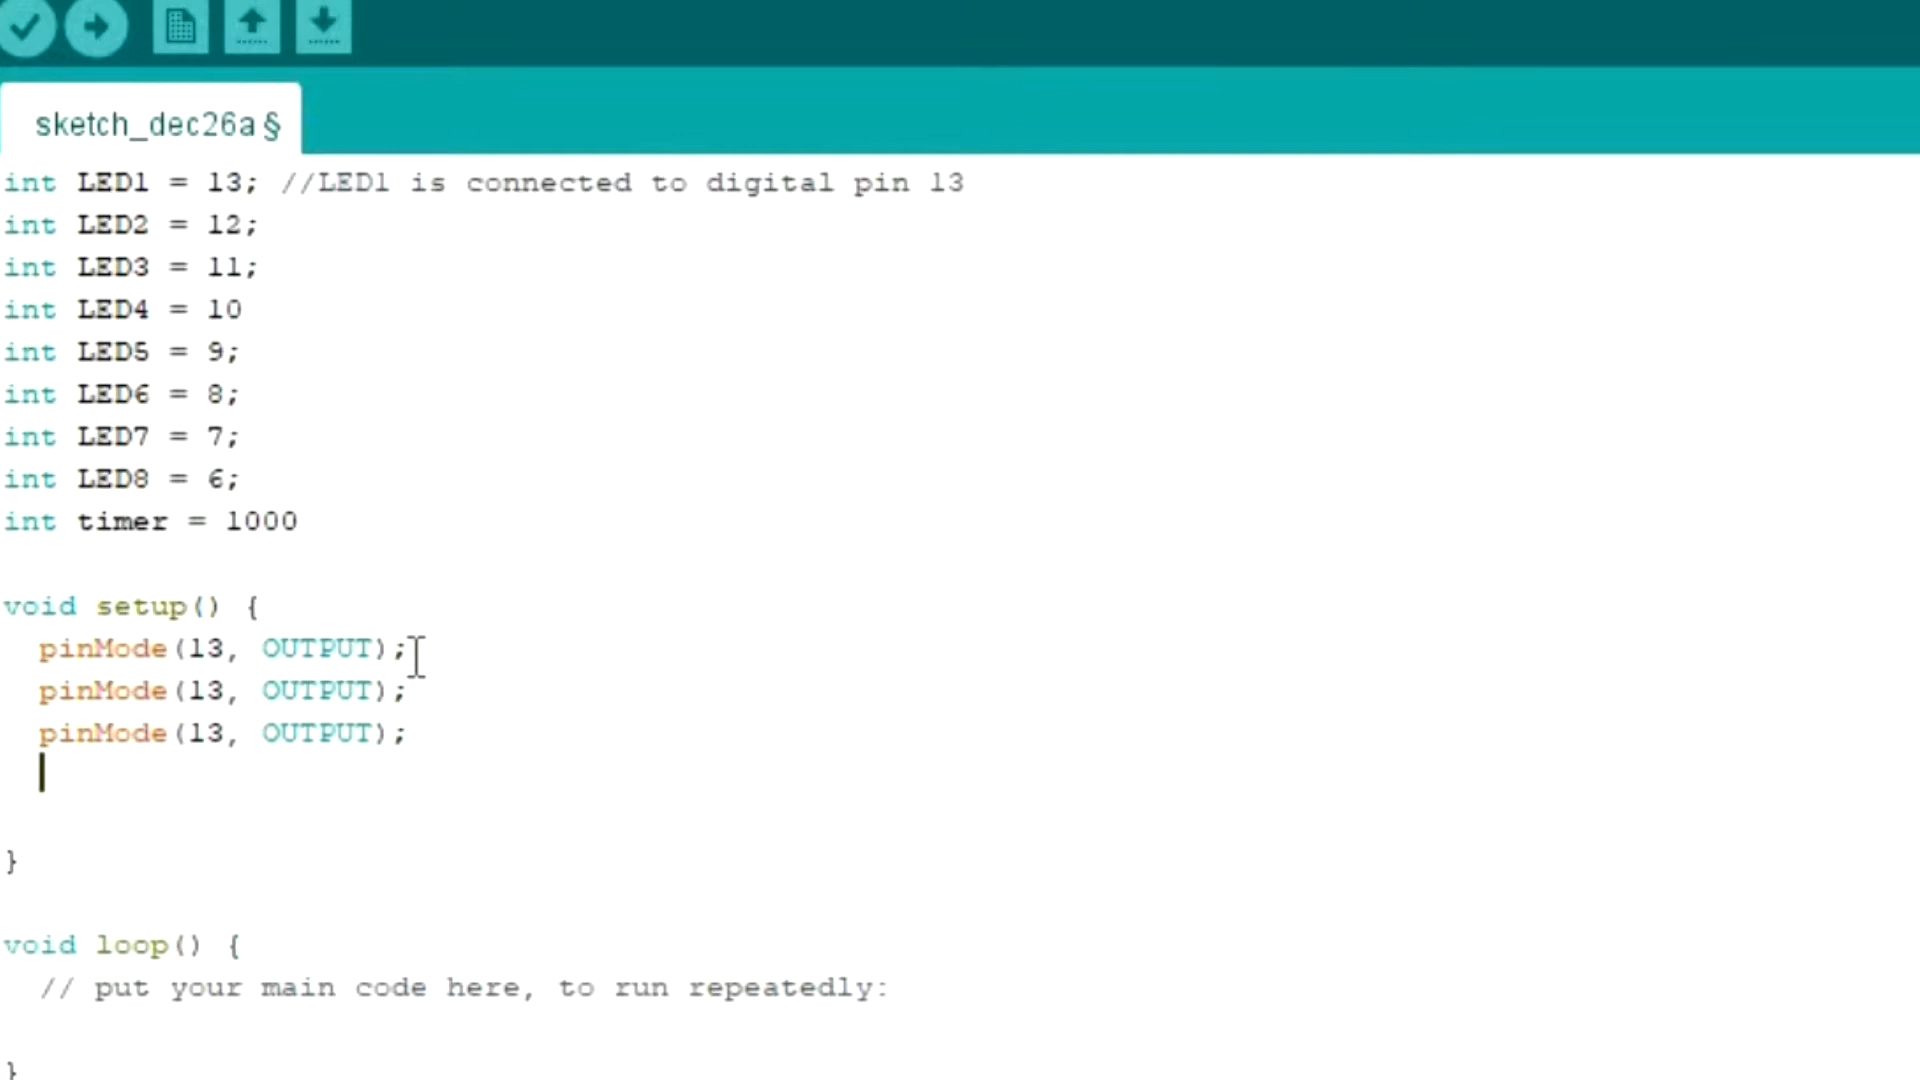 sketch_dec26a §
int LED1 = 13; //LED1 is connected to digital pin 13
int LED2 = 12;
int LED3 = 11;
int LED4 = 10
int LED5 = 9;
int LED6 = 8;
int LED7 = 7;
int LED8 = 6;
int timer = 1000
void setup() {
  pinMode(13, OUTPUT);
  pinMode(13, OUTPUT);
  pinMode(13, OUTPUT);
}
void loop() {
  // put your main code here, to run repeatedly:
}